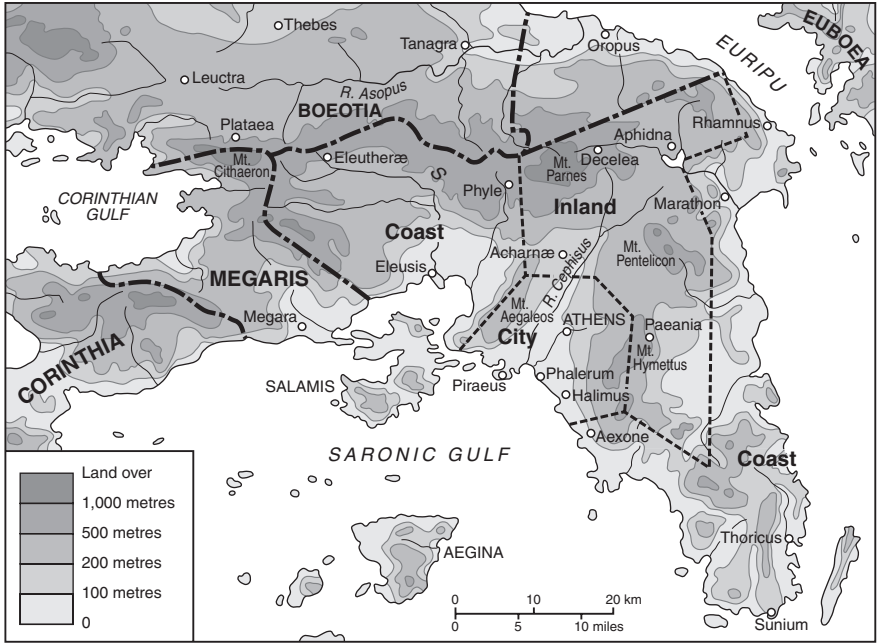 Thebes
Tanagra
Oropus
EUBOEA
EURIPU
Leuctra
R. Asopus
BOEOTIA
Plataea
Aphidna
Rhamnus
Mt.
Cithaeron
Eleutheræ
S
Mt.
Parnes
Decelea
Phyle
CORINTHIAN
GULF
Inland
Marathon
Coast
Acharnæ
Mt.
Pentelicon
Eleusis
R. Cephisus
MEGARIS
Mt.
Aegaleos
Megara
ATHENS
Paeania
City
Mt.
Hymettus
CORINTHIA
SALAMIS
Piraeus
Phalerum
Halimus
SARONIC GULF
Aexone
Coast
Land over
1,000 metres
500 metres
200 metres
100 metres
0
Thoricus
AEGINA
0 10 20 km
0 5 10 miles
Sunium